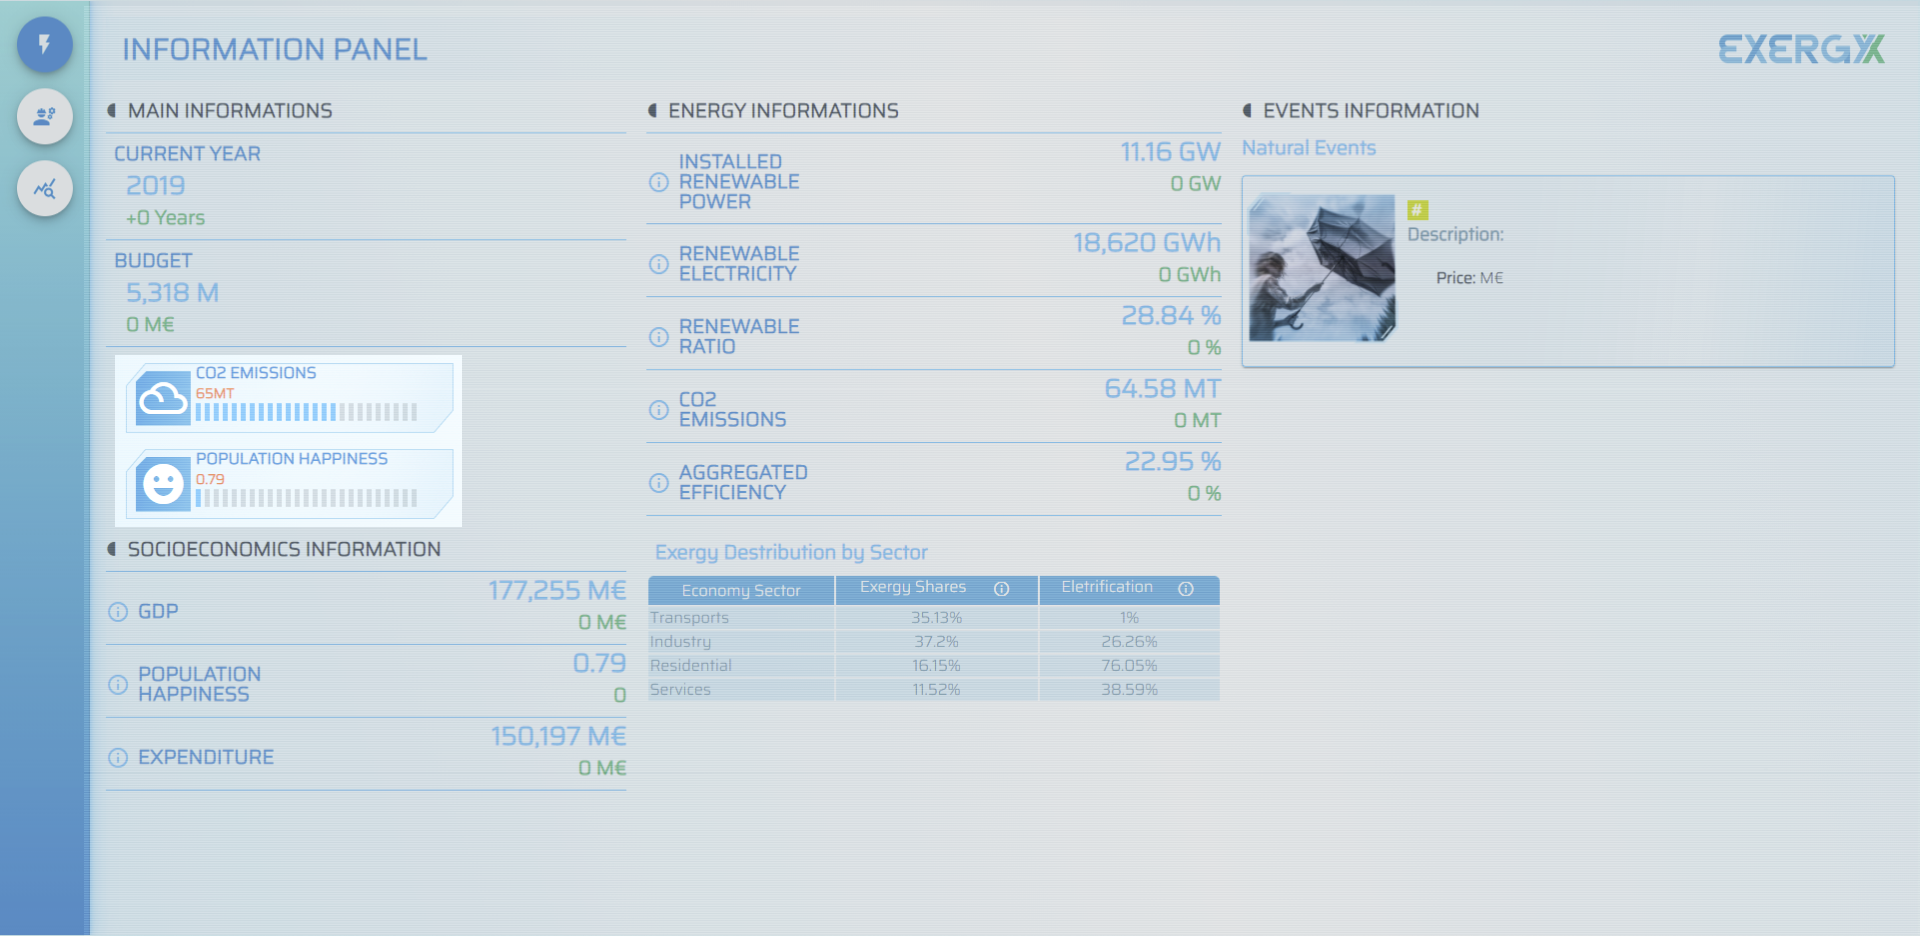 INFORMATION PANEL
EXERGY
MAIN INFORMATIONS
CURRENT YEAR
2019
+0 Years
BUDGET
5,318 M
0 M€
CO2 EMISSIONS
65MT
POPULATION HAPPINESS
0.79
SOCIOECONOMICS INFORMATION
GDP
177,255 M€
0 M€
POPULATION
HAPPINESS
0.79
0
EXPENDITURE
150,197 M€
0 M€
ENERGY INFORMATIONS
INSTALLED
RENEWABLE
POWER
11.16 GW
0 GW
RENEWABLE
ELECTRICITY
18,620 GWh
0 GWh
RENEWABLE
RATIO
28.84 %
0 %
CO2
EMISSIONS
64.58 MT
0 MT
AGGREGATED
EFFICIENCY
22.95 %
0 %
Exergy Destribution by Sector
Economy Sector Exergy Shares Eletrification
Transports 35.13% 1%
Industry 37.2% 26.26%
Residential 16.15% 76.05%
Services 11.52% 38.59%
EVENTS INFORMATION
Natural Events
#
Description:
Price: M€